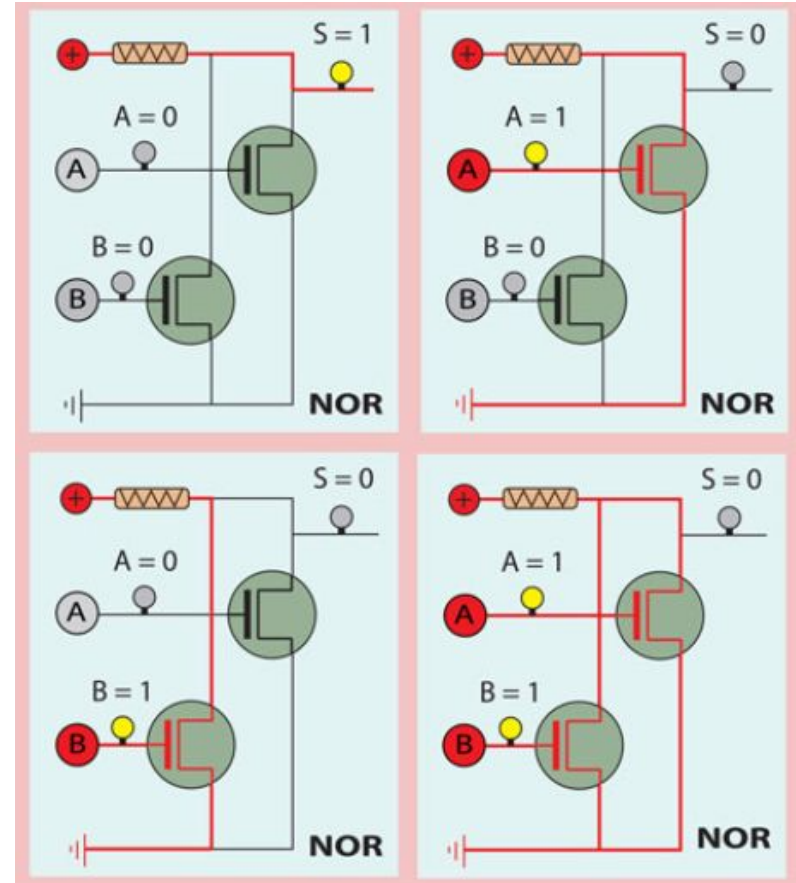 S = 1
+
A = 0
A
B = 0
B
NOR
S = 0
+
A = 1
A
B = 0
B
NOR
S = 0
+
A = 0
A
B = 1
B
NOR
S = 0
+
A = 1
A
B = 1
B
NOR